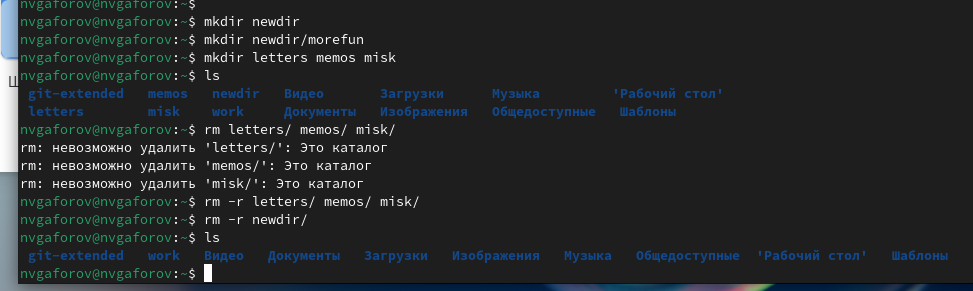 nvgaforov@nvgaforov:~$
nvgaforov@nvgaforov:~$ mkdir newdir
nvgaforov@nvgaforov:~$ mkdir newdir/morefun
nvgaforov@nvgaforov:~$ mkdir letters memos misk
nvgaforov@nvgaforov:~$ ls
git-extended memos newdir Видео Загрузки Музыка 'Рабочий стол'
letters misk work Документы Изображения Общедоступные Шаблоны
nvgaforov@nvgaforov:~$ rm letters/ memos/ misk/
rm: невозможно удалить 'letters/': Это каталог
rm: невозможно удалить 'memos/': Это каталог
rm: невозможно удалить 'misk/': Это каталог
nvgaforov@nvgaforov:~$ rm -r letters/ memos/ misk/
nvgaforov@nvgaforov:~$ rm -r newdir/
nvgaforov@nvgaforov:~$ ls
git-extended work Видео Документы Загрузки Изображения Музыка Общедоступные 'Рабочий стол' Шаблоны
nvgaforov@nvgaforov:~$